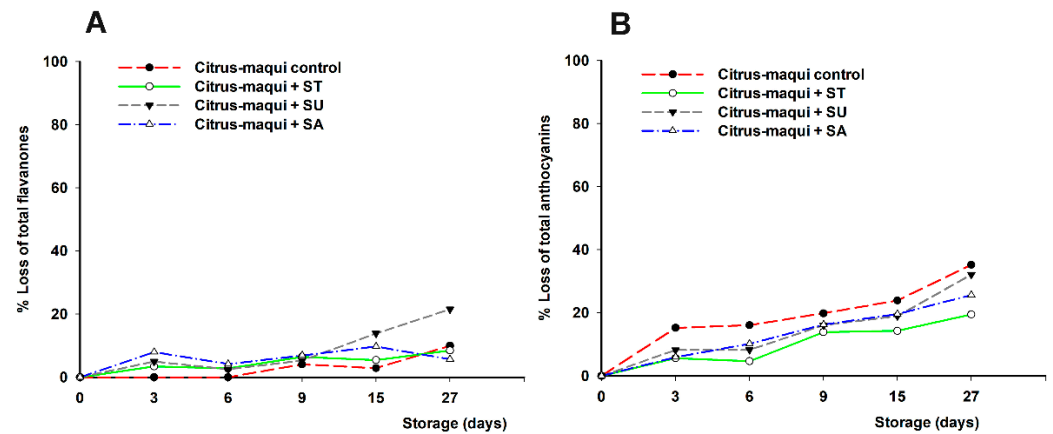 A
% Loss of total flavanones
100
80
60
40
20
0
Citrus-maqui control
Citrus-maqui + ST
Citrus-maqui + SU
Citrus-maqui + SA
0 3 6 9 15 27
Storage (days)
B
% Loss of total anthocyanins
100
80
60
40
20
0
Citrus-maqui control
Citrus-maqui + ST
Citrus-maqui + SU
Citrus-maqui + SA
0 3 6 9 15 27
Storage (days)